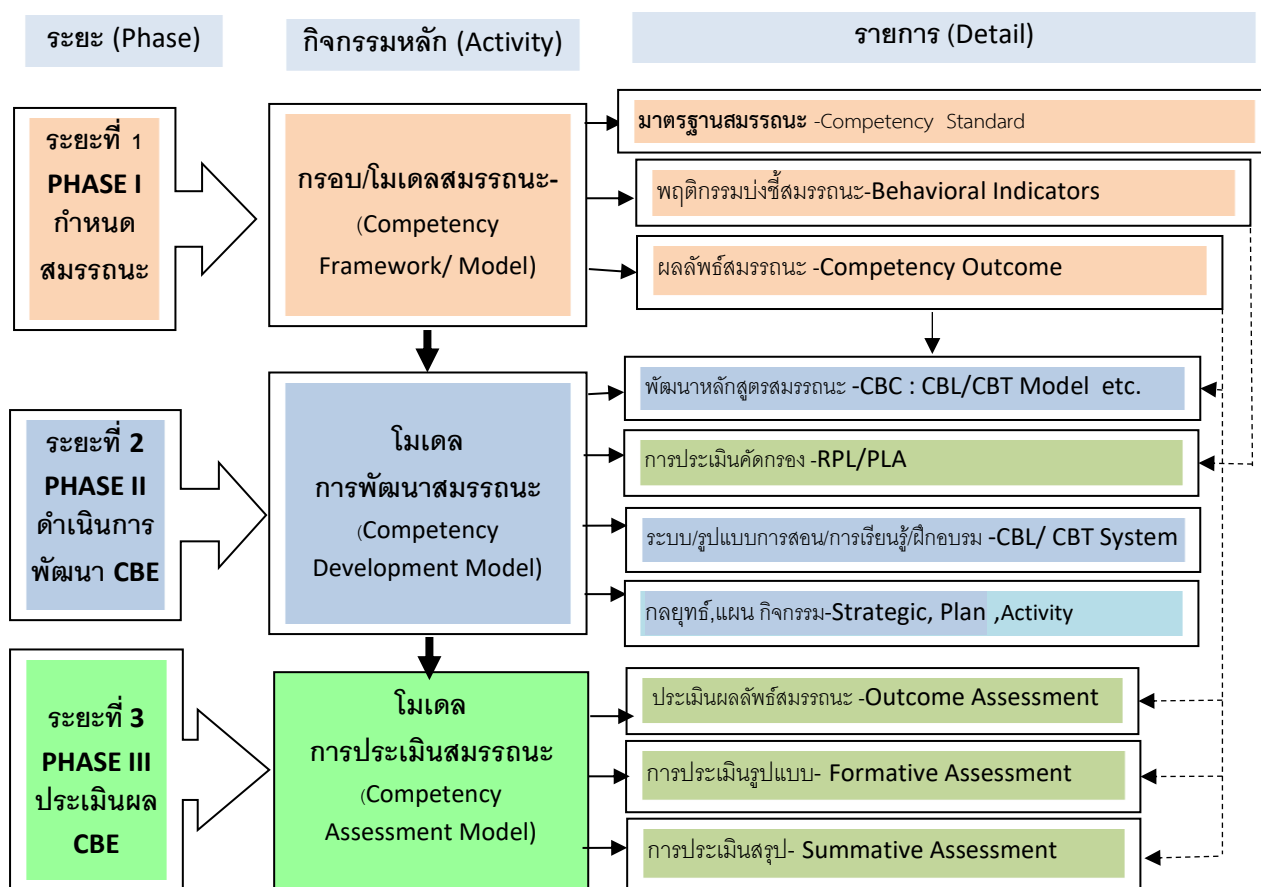 ระยะ (Phase)
กิจกรรมหลัก (Activity)
รายการ (Detail)
ระยะที่ 1
PHASE I
กำหนด
สมรรถนะ
กรอบ/โมเดลสมรรถนะ-
(Competency
Framework/ Model)
มาตรฐานสมรรถนะ -Competency Standard
พฤติกรรมบ่งชี้สมรรถนะ-Behavioral Indicators
ผลลัพธ์สมรรถนะ -Competency Outcome
ระยะที่ 2
PHASE II
ดำเนินการ
พัฒนา CBE
โมเดล
การพัฒนาสมรรถนะ
(Competency
Development Model)
พัฒนาหลักสูตรสมรรถนะ -CBC : CBL/CBT Model etc.
การประเมินคัดกรอง -RPL/PLA
ระบบ/รูปแบบการสอน/การเรียนรู้/ฝึกอบรม -CBL/ CBT System
กลยุทธ์,แผน กิจกรรม-Strategic, Plan ,Activity
ระยะที่ 3
PHASE III
ประเมินผล
CBE
โมเดล
การประเมินสมรรถนะ
(Competency
Assessment Model)
ประเมินผลลัพธ์สมรรถนะ -Outcome Assessment
การประเมินรูปแบบ- Formative Assessment
การประเมินสรุป- Summative Assessment